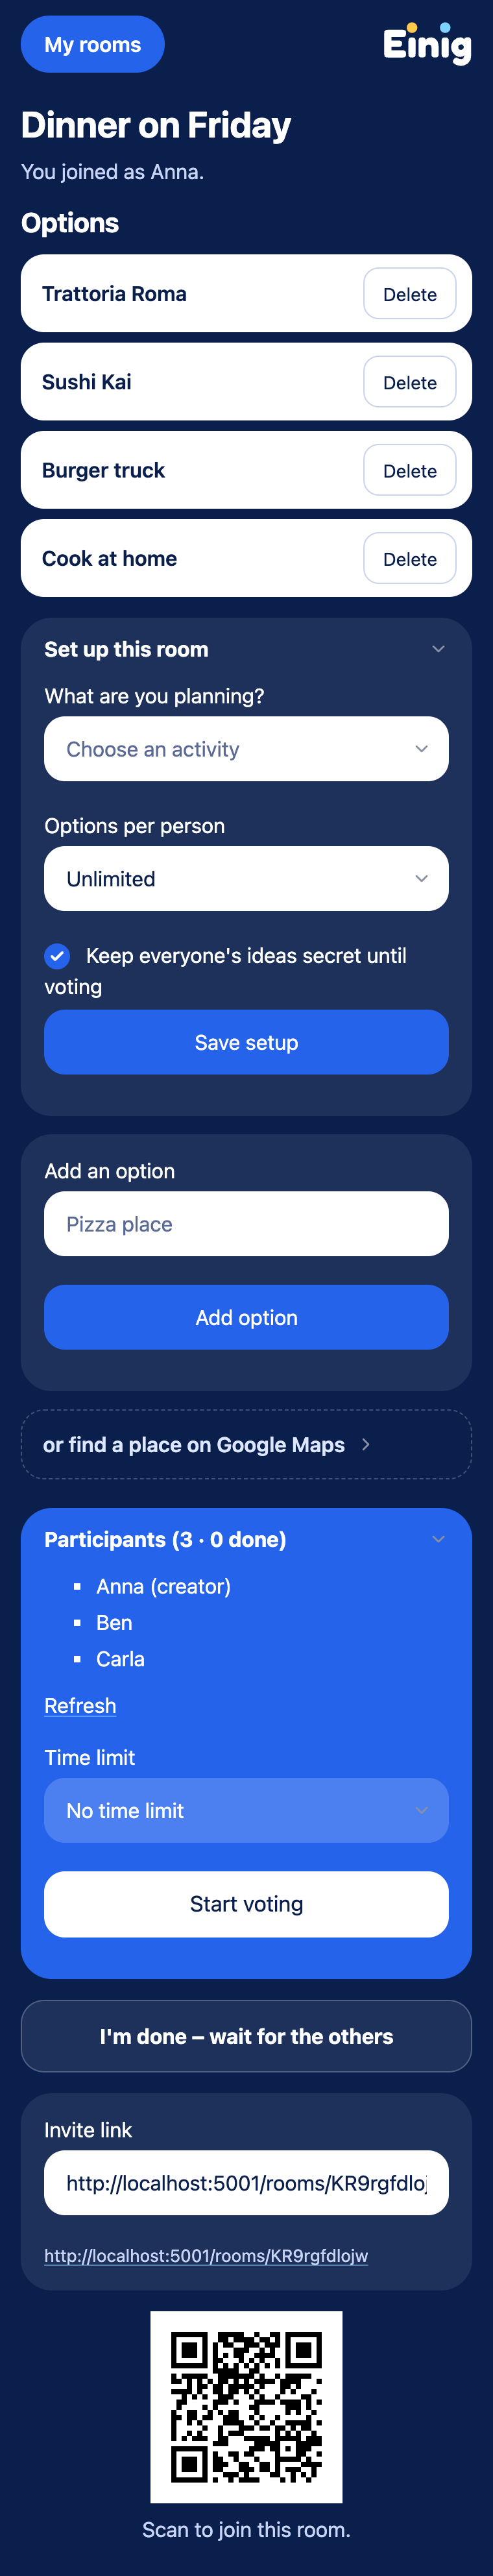 My rooms
Einig
Dinner on Friday
You joined as Anna.
Options
Trattoria Roma
Delete
Sushi Kai
Delete
Burger truck
Delete
Cook at home
Delete
Set up this room
What are you planning?
Choose an activity
Options per person
Unlimited
Keep everyone's ideas secret until
voting
Save setup
Add an option
Pizza place
Add option
or find a place on Google Maps
Participants (3 · 0 done)
Anna (creator)
Ben
Carla
Refresh
Time limit
No time limit
Start voting
I'm done – wait for the others
Invite link
http://localhost:5001/rooms/KR9rgfdloj
http://localhost:5001/rooms/KR9rgfdlojw
Scan to join this room.